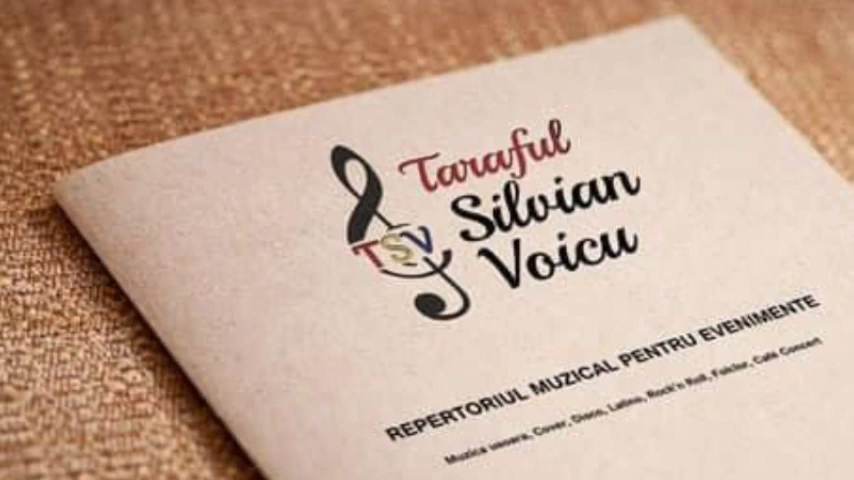 Taraful
Silvian
TSV
Voicu
REPERTORIUL MUZICAL PENTRU EVENIMENTE
Muzica usoara, Cover, Disco, Latino, Rock'n Roll, Folclor, Cafe Concert